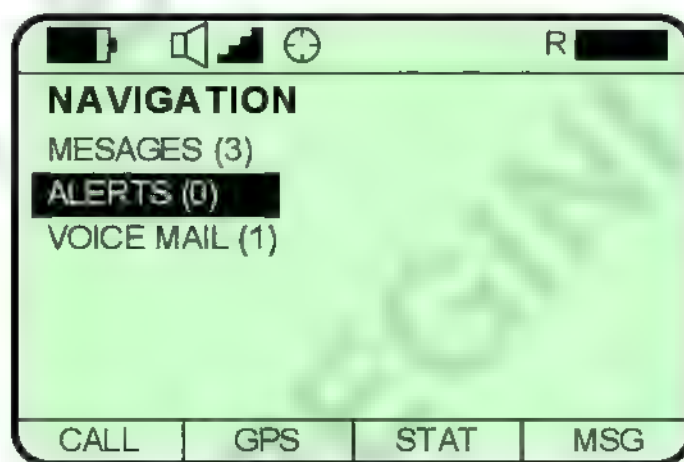 R
NAVIGATION
MESAGES (3)
ALERTS (0)
VOICE MAIL (1)
CALL GPS STAT MSG